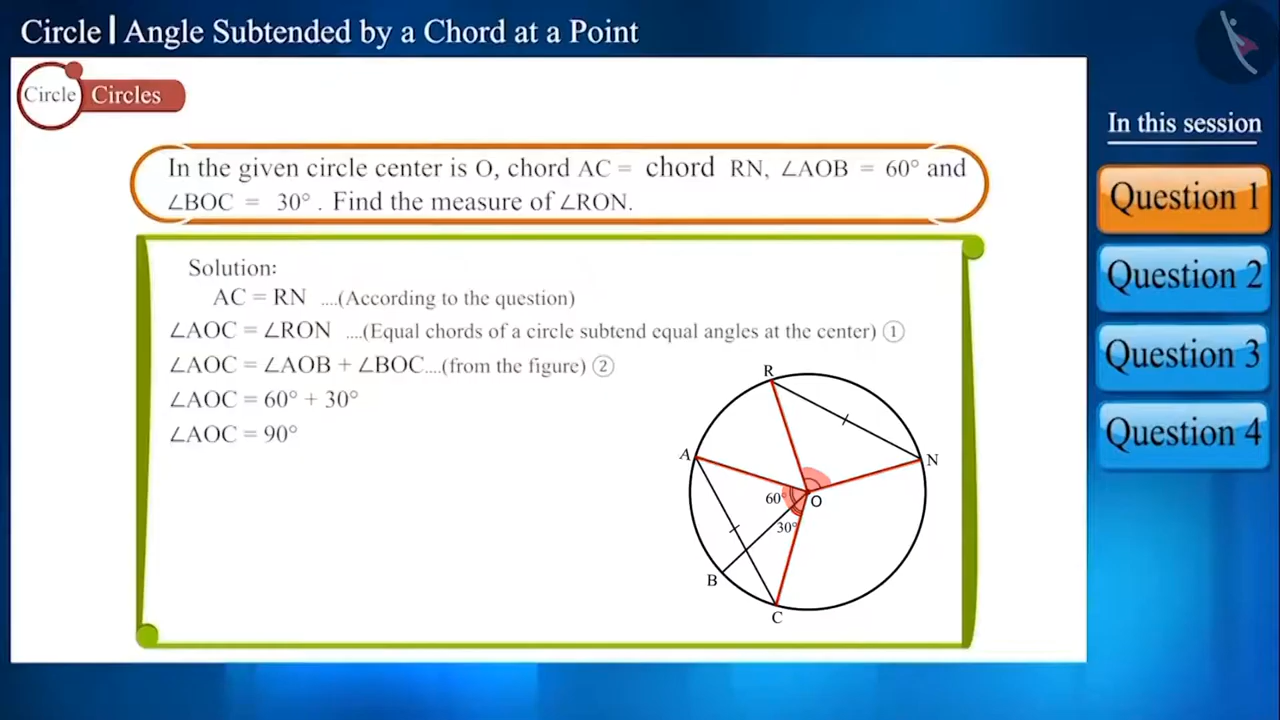 Circle | Angle Subtended by a Chord at a Point
Circle Circles
In this session
Question 1
Question 2
Question 3
Question 4
In the given circle center is O, chord AC = chord RN, ∠AOB = 60° and
∠BOC = 30° . Find the measure of ∠RON.
Solution:
AC = RN ....(According to the question)
∠AOC = ∠RON ....(Equal chords of a circle subtend equal angles at the center) ①
∠AOC = ∠AOB + ∠BOC....(from the figure) ②
∠AOC = 60° + 30°
∠AOC = 90°
R
A
N
60°
O
30°
B
C